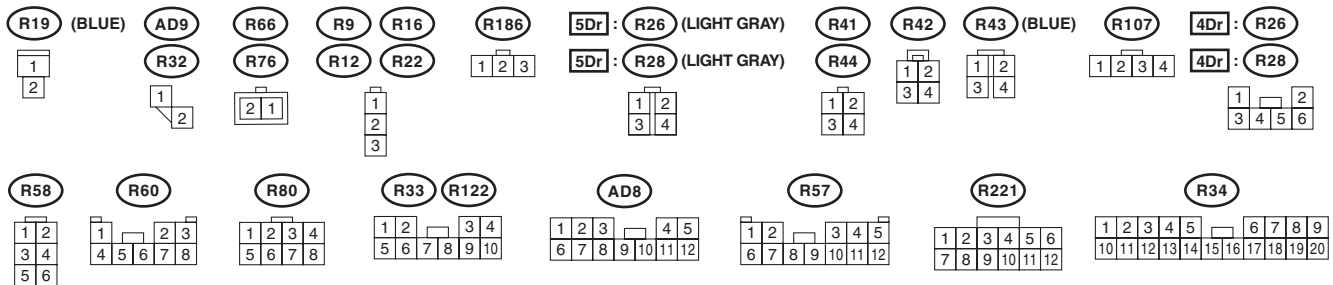 R19 (BLUE) AD9 R66 R9 R16 R186 5Dr : R26 (LIGHT GRAY) R41 R42 R43 (BLUE) R107 4Dr : R26
R32 R76 R12 R22 5Dr : R28 (LIGHT GRAY) R44 4Dr : R28
1
2
1
2
2 1
1
2
3
1 2 3
1 2
3 4
1 2
3 4
1 2
3 4
1 2
3 4
1 2 3 4
1 2
3 4 5 6
R58 R60 R80 R33 R122 AD8 R57 R221 R34
1 2
3 4
5 6
1 2 3
4 5 6 7 8
1 2 3 4
5 6 7 8
1 2 3 4
5 6 7 8 9 10
1 2 3 4 5
6 7 8 9 10 11 12
1 2 3 4 5
6 7 8 9 10 11 12
1 2 3 4 5 6
7 8 9 10 11 12
1 2 3 4 5 6 7 8 9
10 11 12 13 14 15 16 17 18 19 20